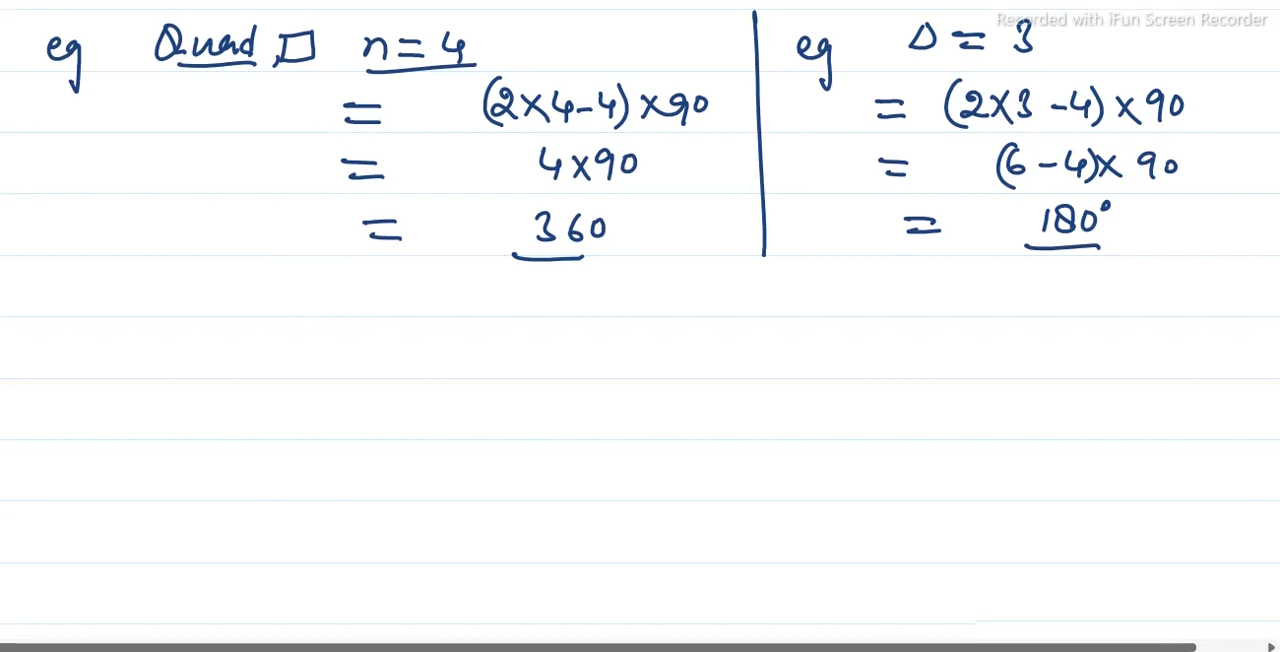 Recorded with iFun Screen Recorder
eg Quad, □ n = 4
= (2×4-4)×90
= 4×90
= 360
eg Δ = 3
= (2×3-4)×90
= (6-4)×90
= 180°